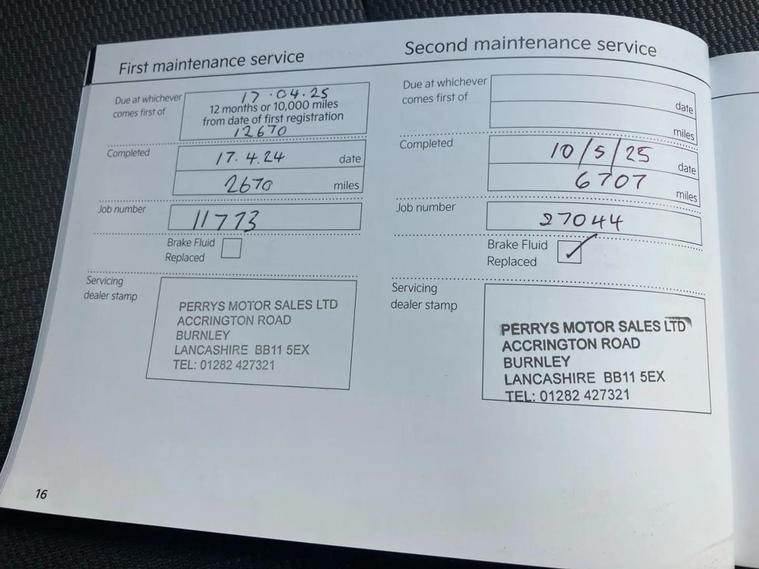 First maintenance service
Due at whichever
comes first of
17.04.25
12 months or 10,000 miles
from date of first registration
12670
Completed
17.4.24 date
2670 miles
Job number
11773
Brake Fluid
Replaced
Servicing
dealer stamp
PERRYS MOTOR SALES LTD
ACCRINGTON ROAD
BURNLEY
LANCASHIRE BB11 5EX
TEL: 01282 427321
16
Second maintenance service
Due at whichever
comes first of
date
miles
Completed
10/5/25 date
6707 miles
Job number
27044
Brake Fluid
Replaced
Servicing
dealer stamp
PERRYS MOTOR SALES LTD
ACCRINGTON ROAD
BURNLEY
LANCASHIRE BB11 5EX
TEL: 01282 427321